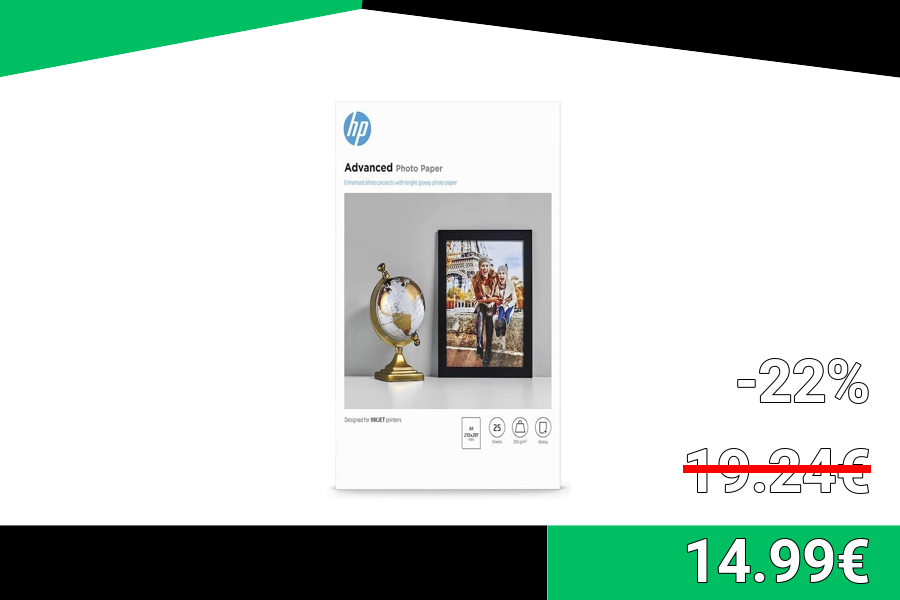 hp
Advanced Photo Paper
Enhanced photo projects with bright glossy photo paper
Designed for INKJET printers
A4
210x297
25
Sheets
250 g/m²
Glossy
-22%
19.24€
14.99€